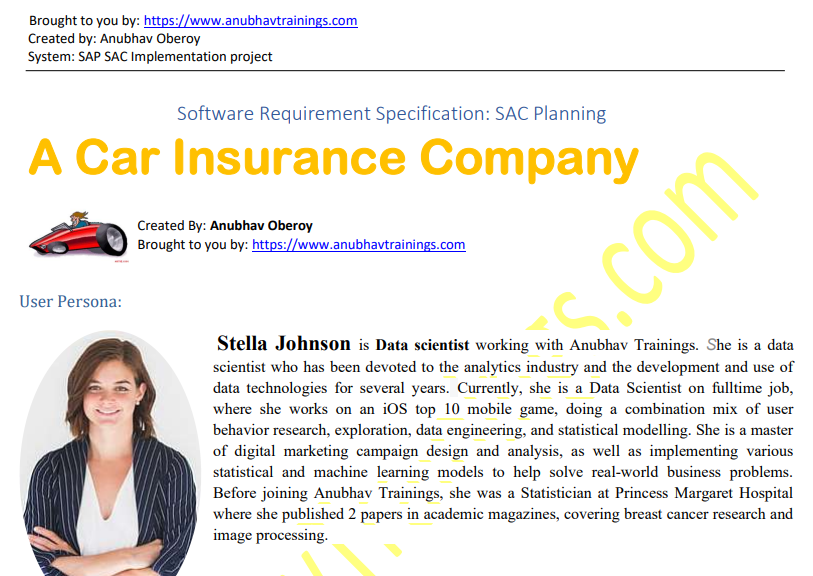 Brought to you by: https://www.anubhavtrainings.com
Created by: Anubhav Oberoy
System: SAP SAC Implementation project
Software Requirement Specification: SAC Planning
A Car Insurance Company
Created By: Anubhav Oberoy
Brought to you by: https://www.anubhavtrainings.com
User Persona:
Stella Johnson is Data scientist working with Anubhav Trainings. She is a data
scientist who has been devoted to the analytics industry and the development and use of
data technologies for several years. Currently, she is a Data Scientist on fulltime job,
where she works on an iOS top 10 mobile game, doing a combination mix of user
behavior research, exploration, data engineering, and statistical modelling. She is a master
of digital marketing campaign design and analysis, as well as implementing various
statistical and machine learning models to help solve real-world business problems.
Before joining Anubhav Trainings, she was a Statistician at Princess Margaret Hospital
where she published 2 papers in academic magazines, covering breast cancer research and
image processing.
s.com